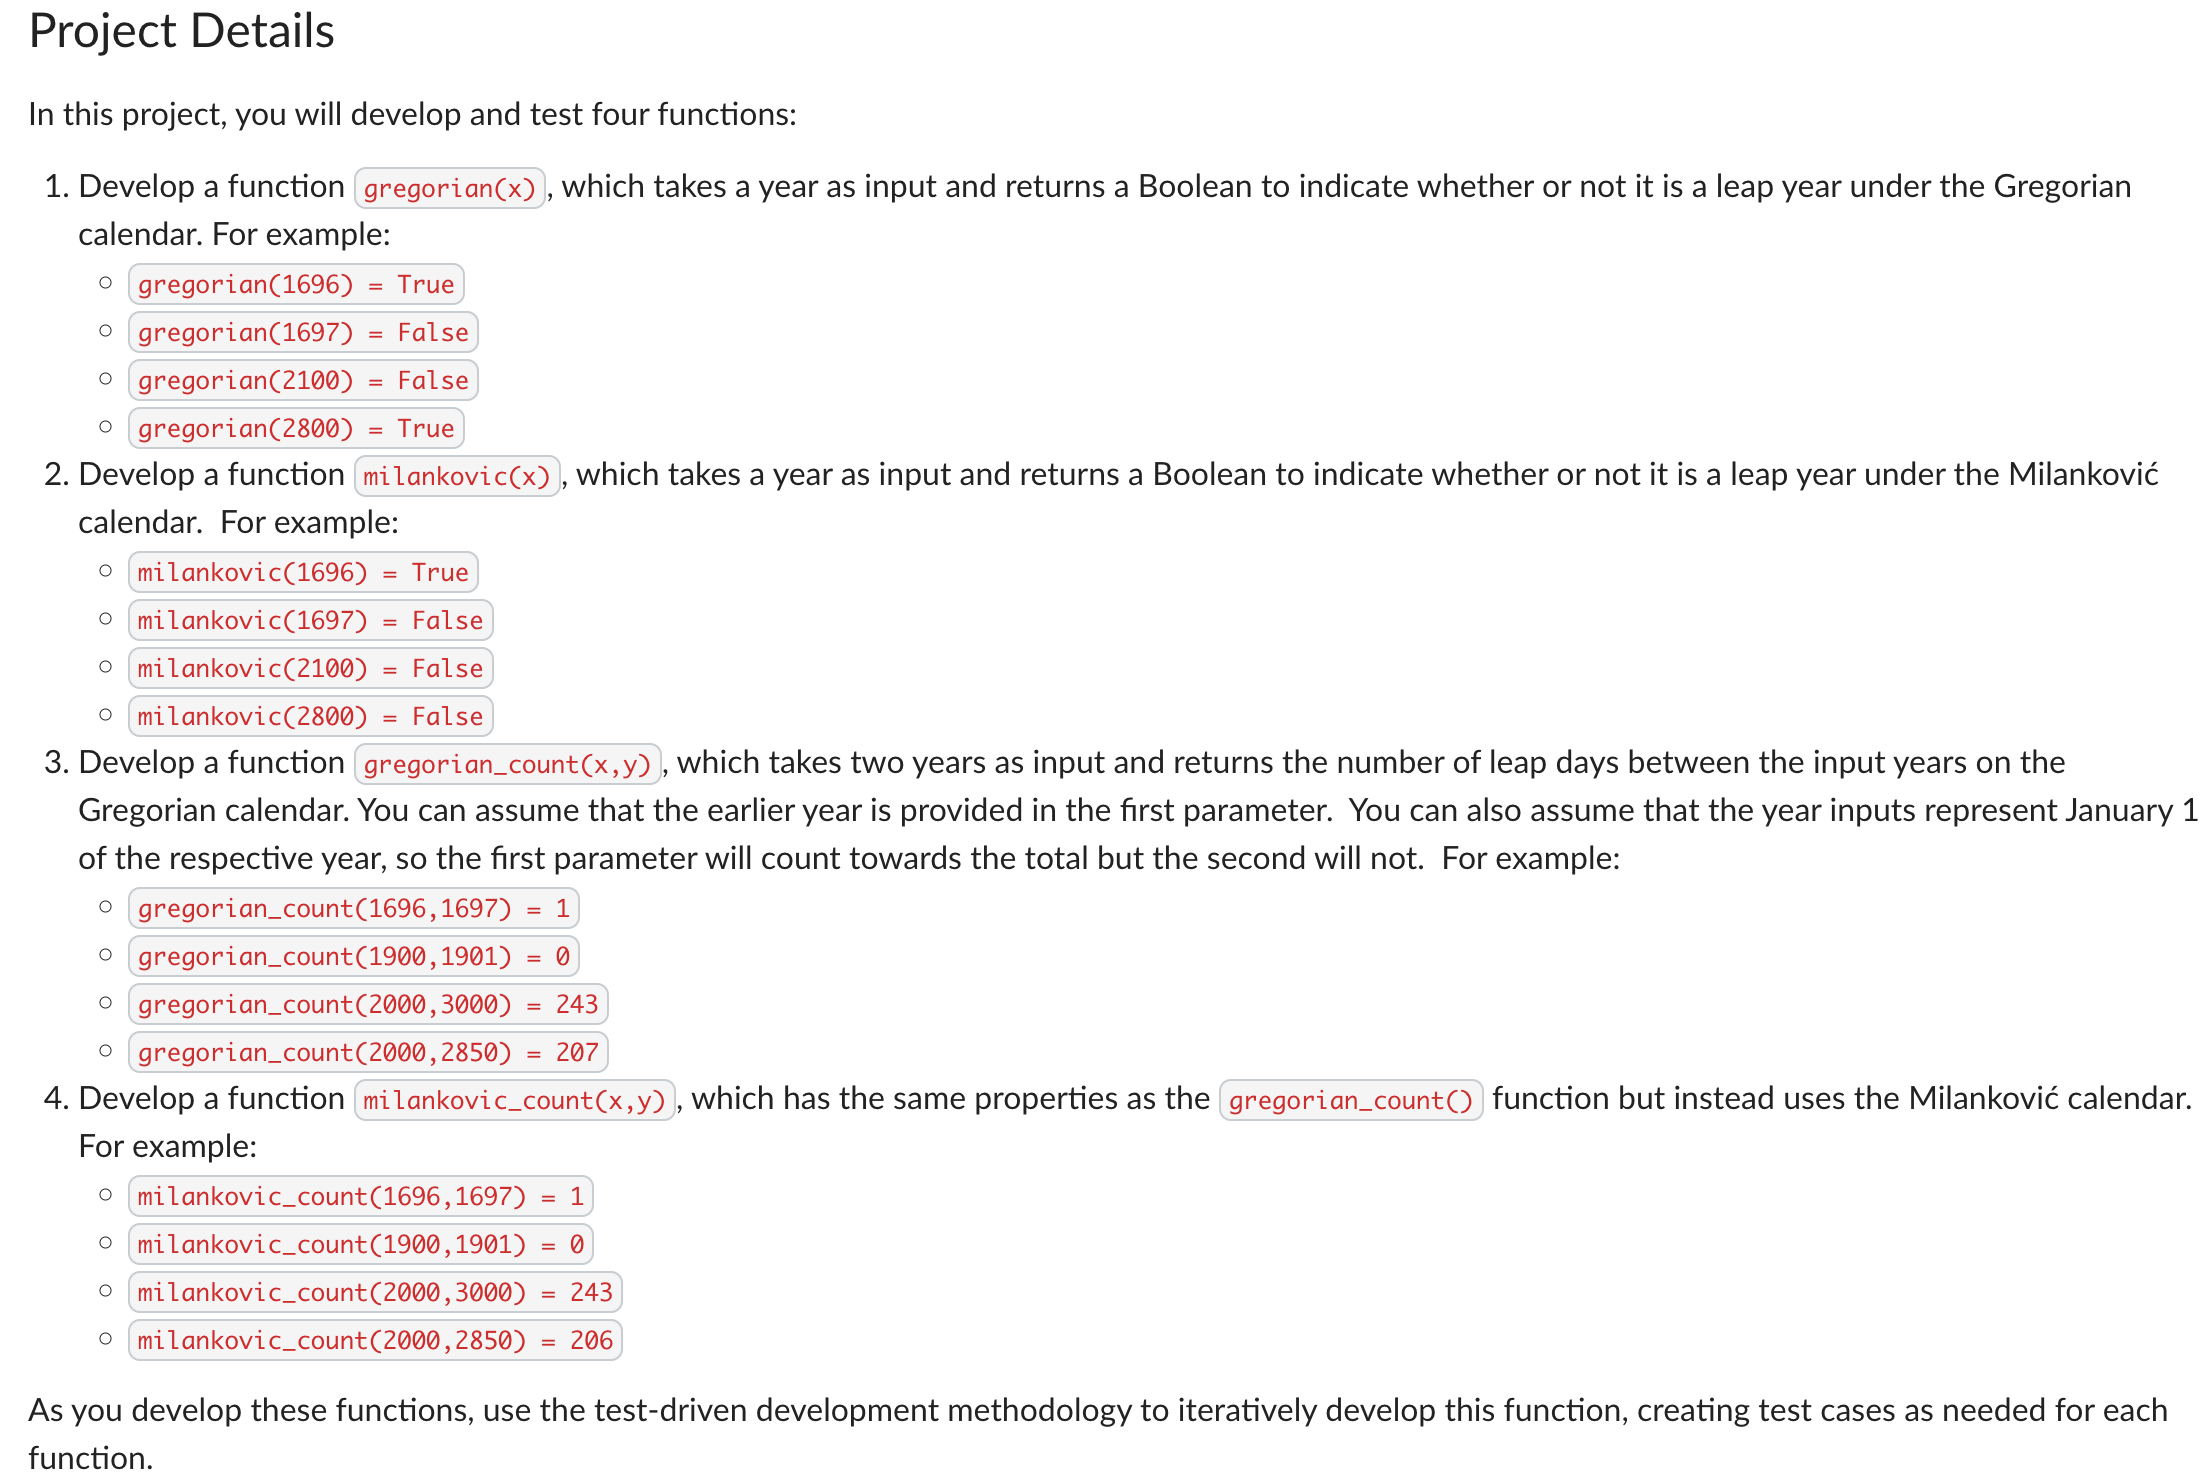 Project Details
In this project, you will develop and test four functions:
1. Develop a function gregorian(x), which takes a year as input and returns a Boolean to indicate whether or not it is a leap year under the Gregorian
calendar. For example:
○ gregorian(1696) = True
○ gregorian(1697) = False
○ gregorian(2100) = False
○ gregorian(2800) = True
2. Develop a function milankovic(x), which takes a year as input and returns a Boolean to indicate whether or not it is a leap year under the Milanković
calendar.  For example:
○ milankovic(1696) = True
○ milankovic(1697) = False
○ milankovic(2100) = False
○ milankovic(2800) = False
3. Develop a function gregorian_count(x,y), which takes two years as input and returns the number of leap days between the input years on the
Gregorian calendar. You can assume that the earlier year is provided in the first parameter.  You can also assume that the year inputs represent January 1
of the respective year, so the first parameter will count towards the total but the second will not.  For example:
○ gregorian_count(1696,1697) = 1
○ gregorian_count(1900,1901) = 0
○ gregorian_count(2000,3000) = 243
○ gregorian_count(2000,2850) = 207
4. Develop a function milankovic_count(x,y), which has the same properties as the gregorian_count() function but instead uses the Milanković calendar.
For example:
○ milankovic_count(1696,1697) = 1
○ milankovic_count(1900,1901) = 0
○ milankovic_count(2000,3000) = 243
○ milankovic_count(2000,2850) = 206
As you develop these functions, use the test-driven development methodology to iteratively develop this function, creating test cases as needed for each
function.